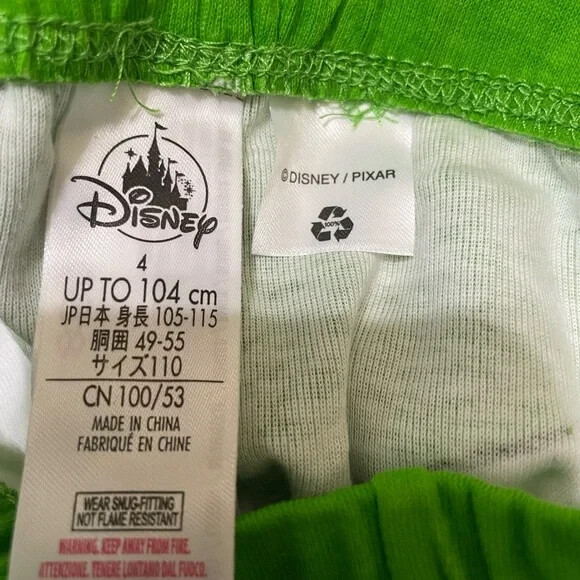 DISNEY
4
UP TO 104 cm
JP日本 身長 105-115
胴囲 49-55
サイズ110
CN 100/53
MADE IN CHINA
FABRIQUÉ EN CHINE
WEAR SNUG-FITTING
NOT FLAME RESISTANT
WARNING. KEEP AWAY FROM FIRE.
ATTENZIONE. TENERE LONTANO DAL FUOCO.
©DISNEY / PIXAR
100%